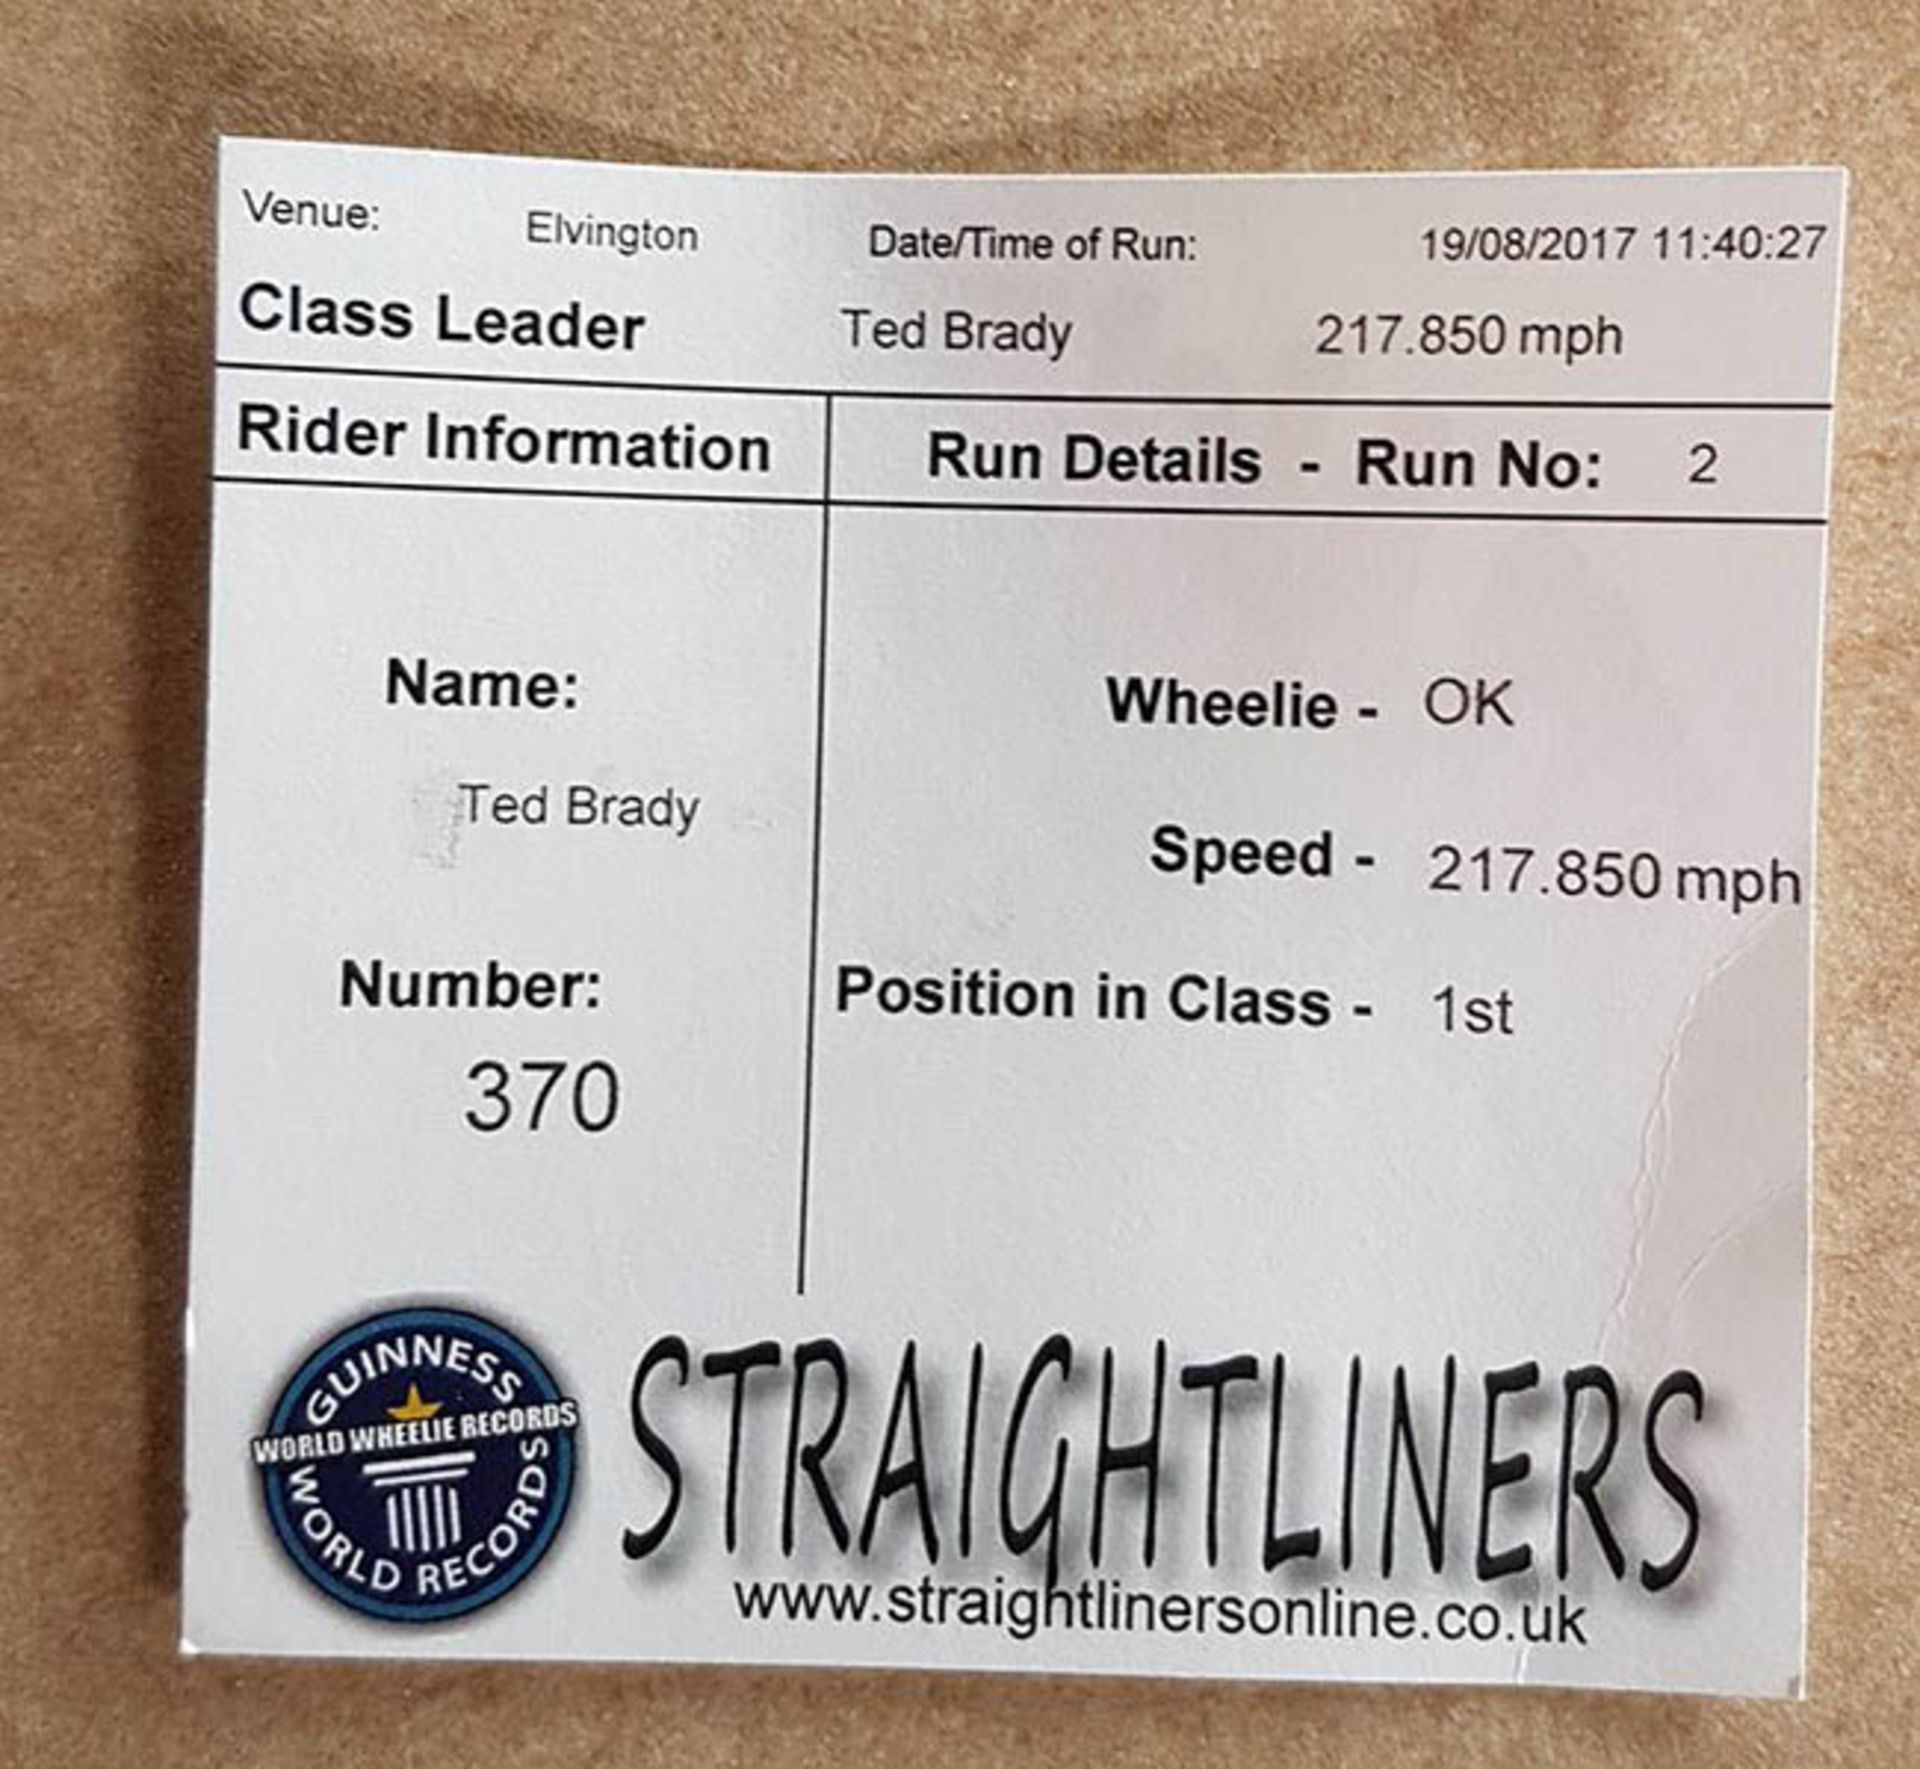 Venue: Elvington Date/Time of Run: 19/08/2017 11:40:27
Class Leader Ted Brady 217.850 mph
Rider Information
Run Details - Run No: 2
Name:
Ted Brady
Number:
370
Wheelie - OK
Speed - 217.850 mph
Position in Class - 1st
GUINNESS
WORLD WHEELIE RECORDS
WORLD RECORDS
STRAIGHTLINERS
www.straightlinersonline.co.uk